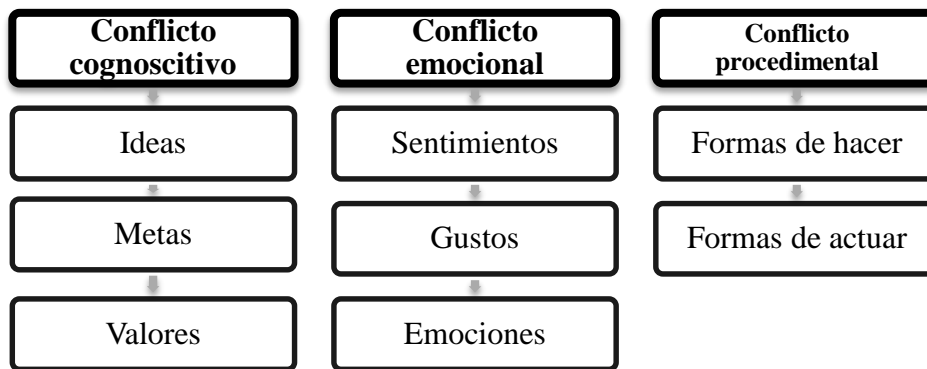 Conflicto
cognoscitivo
Ideas
Metas
Valores
Conflicto
emocional
Sentimientos
Gustos
Emociones
Conflicto
procedimental
Formas de hacer
Formas de actuar